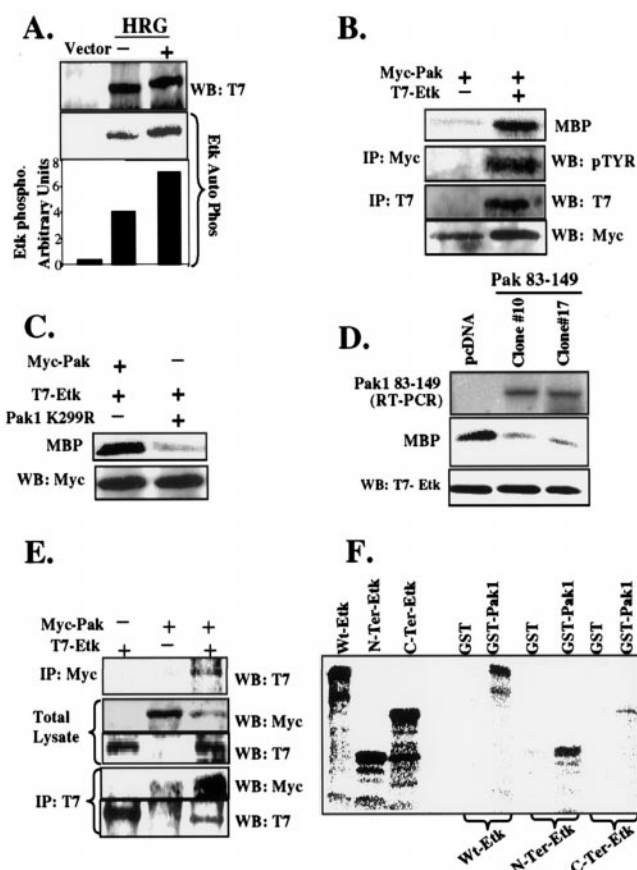 A.
HRG
Vector − +
WB: T7
Etk phospho.
Arbitrary Units
8
6
4
2
0
Etk Auto Phos
B.
Myc-Pak + +
T7-Etk − +
MBP
IP: Myc WB: pTYR
IP: T7 WB: T7
WB: Myc
C.
Myc-Pak + −
T7-Etk + +
Pak1 K299R − +
MBP
WB: Myc
D.
Pak 83-149
pcDNA
Clone #10
Clone#17
Pak1 83-149
(RT-PCR)
MBP
WB: T7- Etk
E.
Myc-Pak − + +
T7-Etk + − +
IP: Myc WB: T7
Total
Lysate
WB: Myc
WB: T7
IP: T7
WB: Myc
WB: T7
F.
Wt-Etk
N-Ter-Etk
C-Ter-Etk
GST
GST-Pak1
GST
GST-Pak1
GST
GST-Pak1
Wt-Etk
N-Ter-Etk
C-Ter-Etk